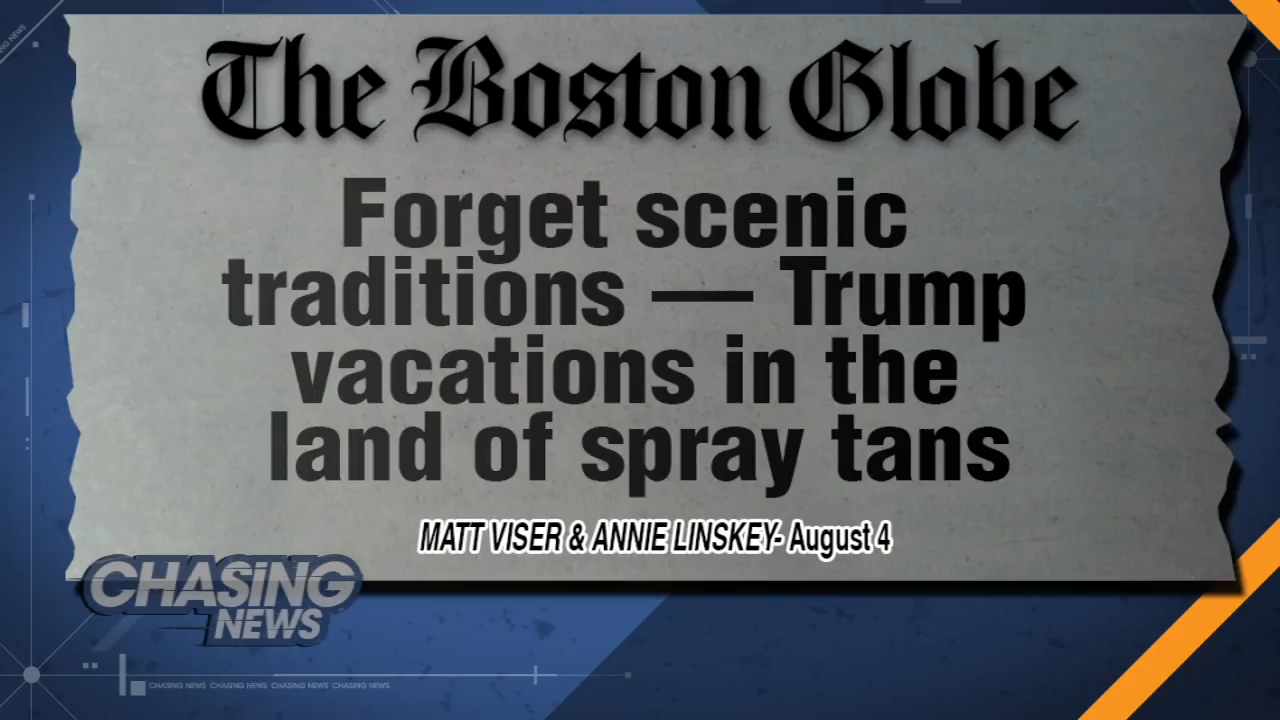 The Boston Globe
Forget scenic
traditions — Trump
vacations in the
land of spray tans
MATT VISER & ANNIE LINSKEY- August 4
CHASiNG
NEWS
CHASING NEWS CHASING NEWS CHASING NEWS CHASING NEWS
NEWS